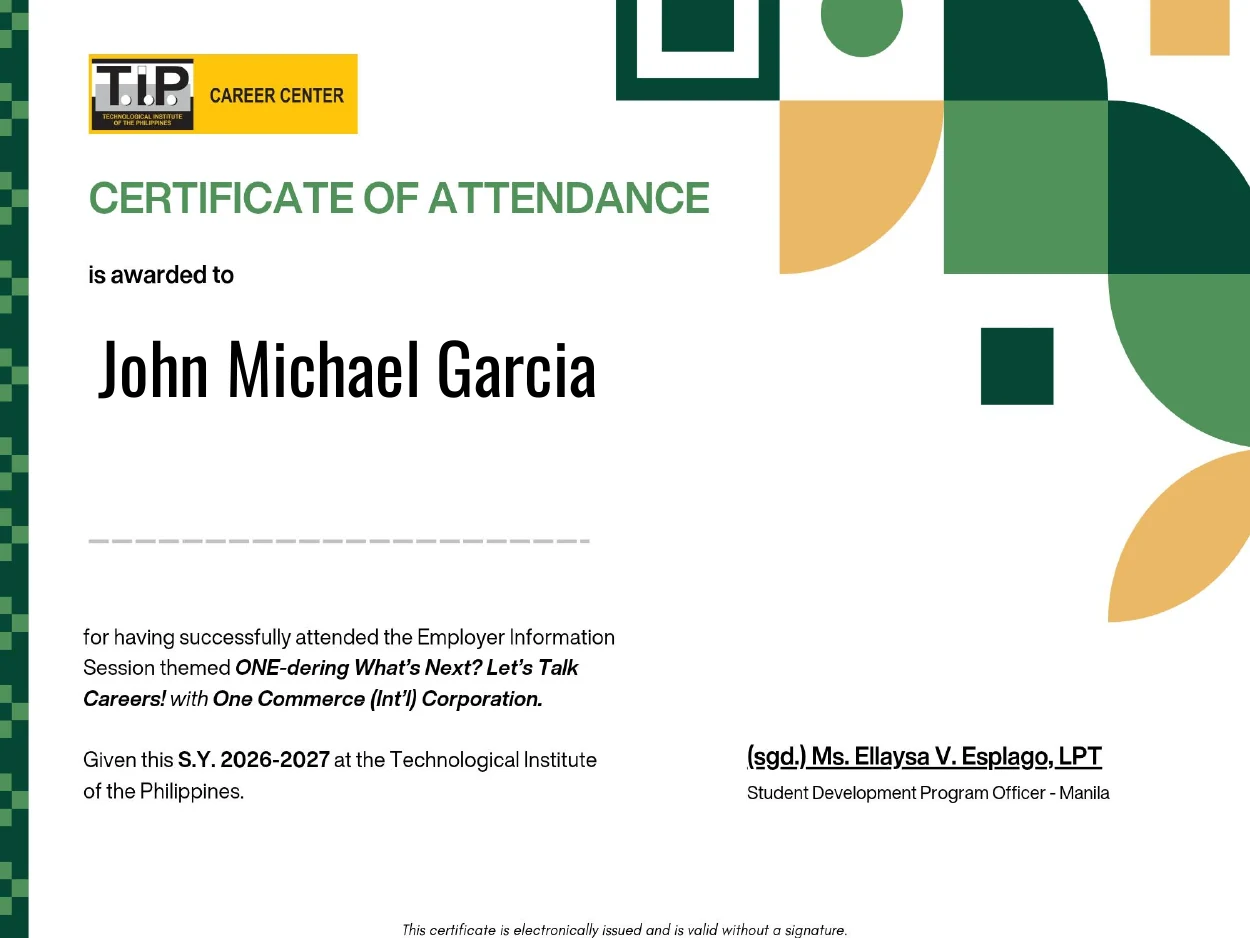 T.I.P
TECHNOLOGICAL INSTITUTE
OF THE PHILIPPINES
CAREER CENTER
CERTIFICATE OF ATTENDANCE
is awarded to
John Michael Garcia
for having successfully attended the Employer Information
Session themed ONE-dering What’s Next? Let’s Talk
Careers! with One Commerce (Int’l) Corporation.
Given this S.Y. 2026-2027 at the Technological Institute
of the Philippines.
(sgd.) Ms. Ellaysa V. Esplago, LPT
Student Development Program Officer - Manila
This certificate is electronically issued and is valid without a signature.